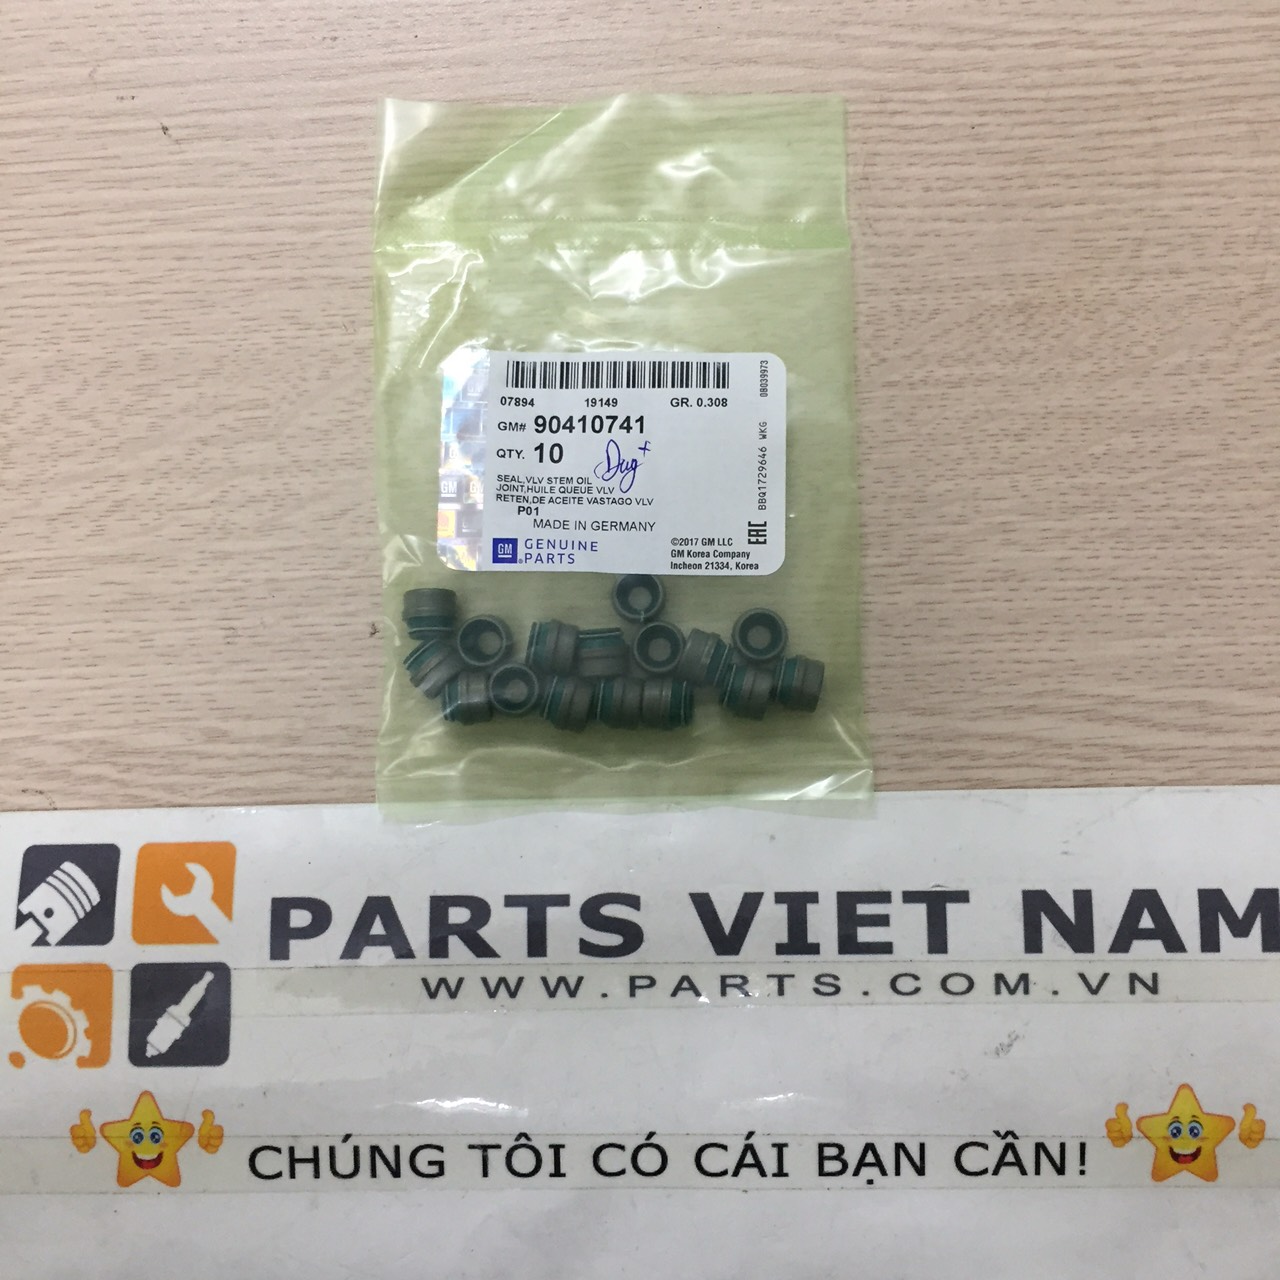 07894 19149 GR. 0.308
GM# 90410741
QTY. 10
SEAL,VLV STEM OIL
JOINT,HUILE QUEUE VLV
RETEN,DE ACEITE VASTAGO VLV
P01
MADE IN GERMANY
GM GENUINE
PARTS
©2017 GM LLC
GM Korea Company
Incheon 21334, Korea
BBQ1729646 WKG 08039973
EAC
PARTS VIET NAM
WWW.PARTS.COM.VN
CHÚNG TÔI CÓ CÁI BẠN CẦN!